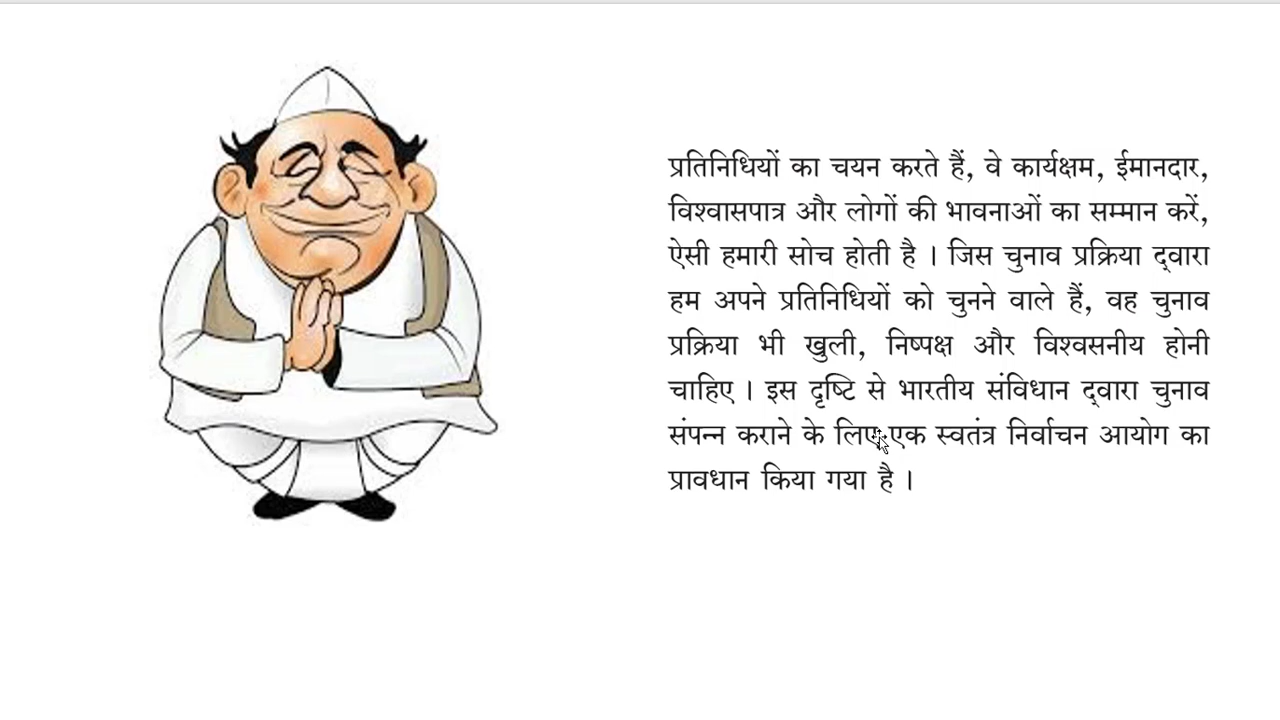 प्रतिनिधियों का चयन करते हैं, वे कार्यक्षम, ईमानदार,
विश्वासपात्र और लोगों की भावनाओं का सम्मान करें,
ऐसी हमारी सोच होती है । जिस चुनाव प्रक्रिया द्‌वारा
हम अपने प्रतिनिधियों को चुनने वाले हैं, वह चुनाव
प्रक्रिया भी खुली, निष्पक्ष और विश्वसनीय होनी
चाहिए । इस दृष्टि से भारतीय संविधान द्‌वारा चुनाव
संपन्न कराने के लिए एक स्वतंत्र निर्वाचन आयोग का
प्रावधान किया गया है ।